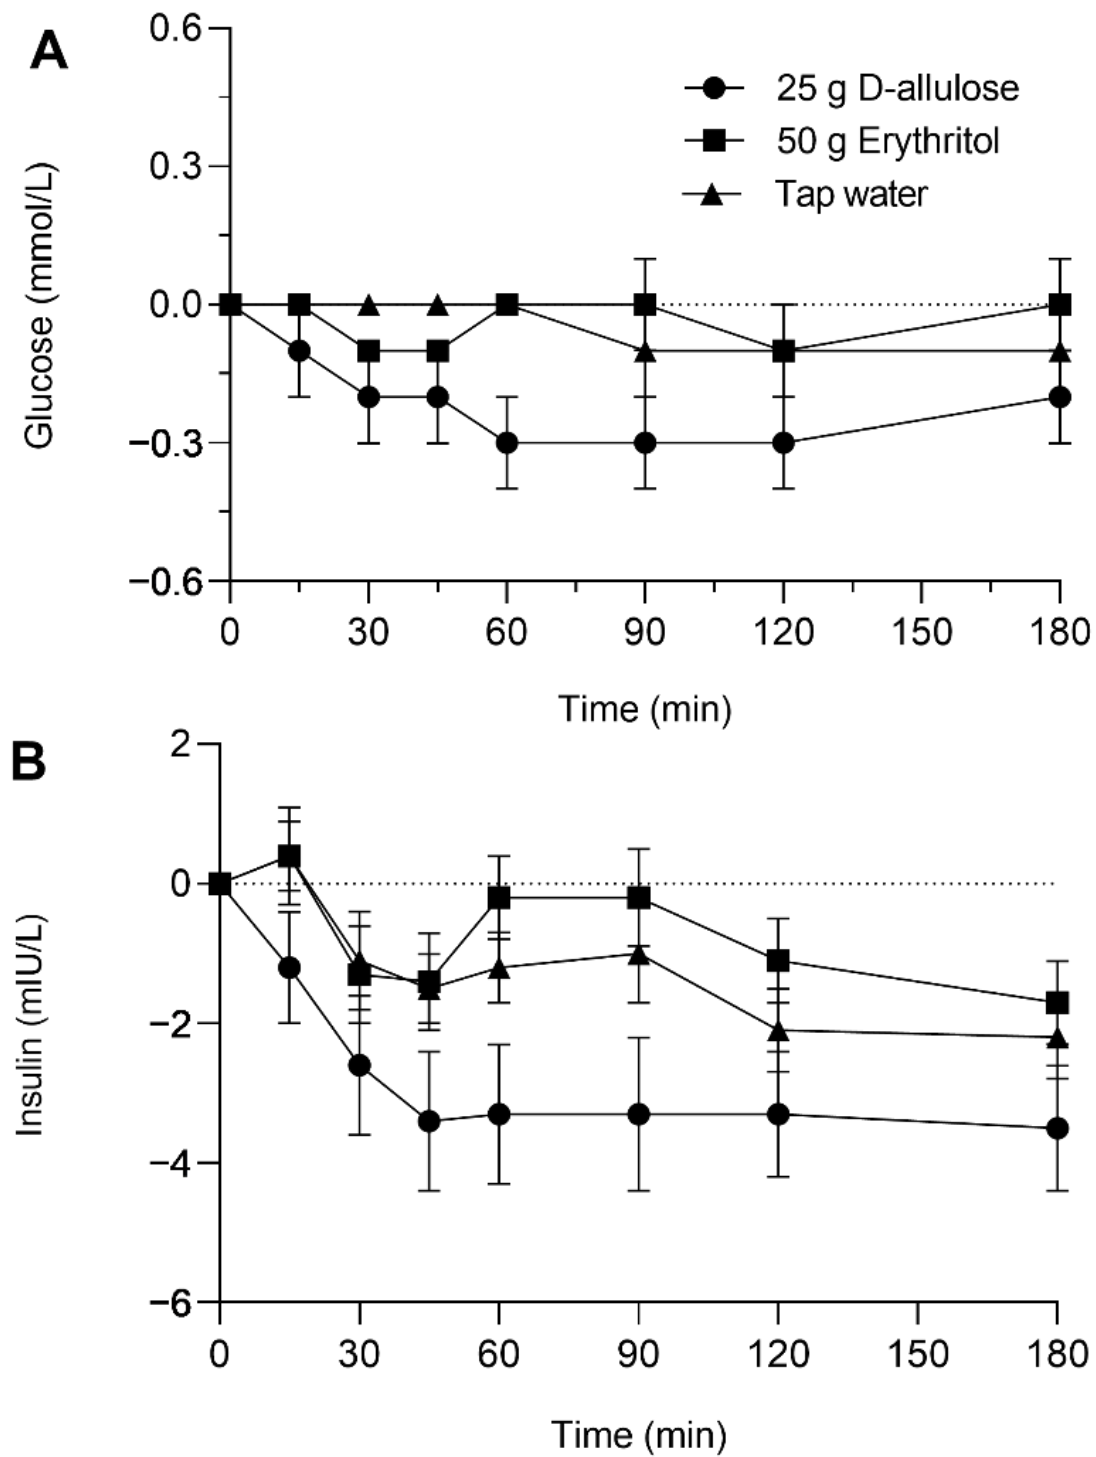 A
Glucose (mmol/L)
0.6
0.3
0.0
−0.3
−0.6
25 g D-allulose
50 g Erythritol
Tap water
0 30 60 90 120 150 180
Time (min)
B
Insulin (mIU/L)
2
0
−2
−4
−6
0 30 60 90 120 150 180
Time (min)